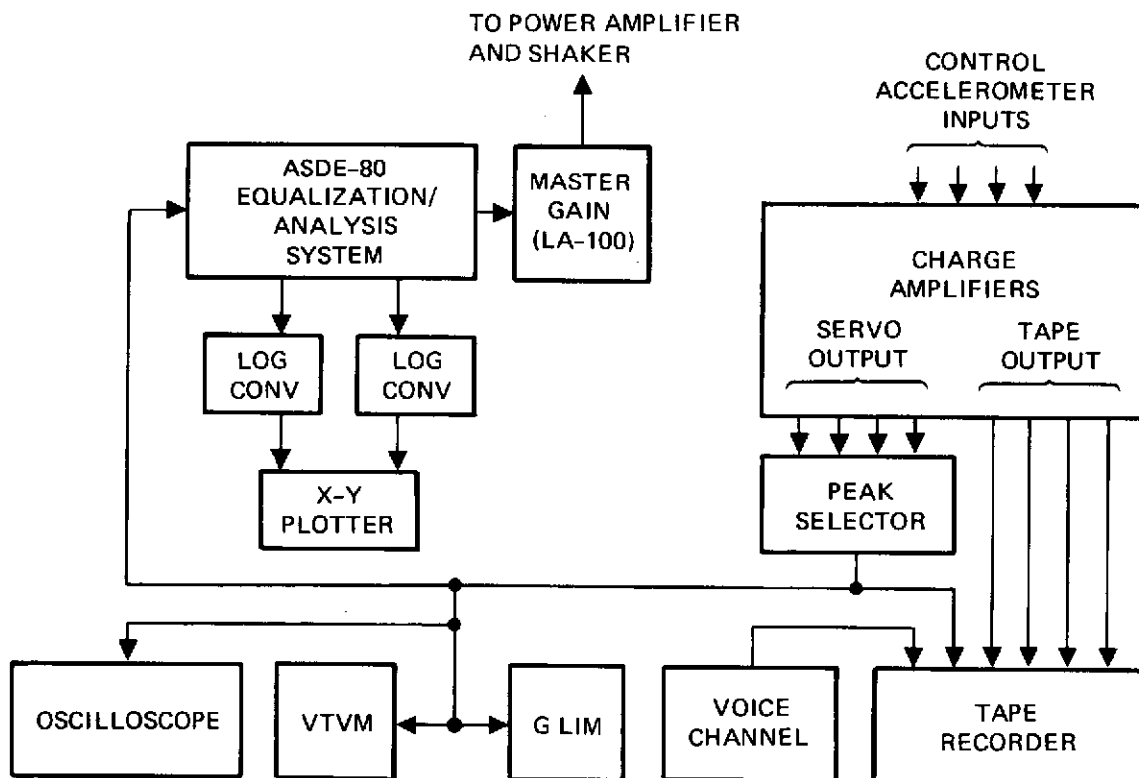 TO POWER AMPLIFIER
AND SHAKER
CONTROL
ACCELEROMETER
INPUTS
ASDE-80
EQUALIZATION/
ANALYSIS
SYSTEM
MASTER
GAIN
(LA-100)
CHARGE
AMPLIFIERS
SERVO
OUTPUT
TAPE
OUTPUT
LOG
CONV
LOG
CONV
X-Y
PLOTTER
PEAK
SELECTOR
OSCILLOSCOPE
VTVM
G LIM
VOICE
CHANNEL
TAPE
RECORDER